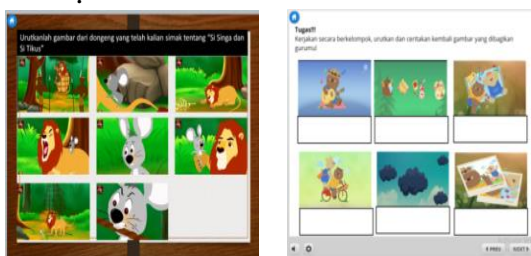 Urutkanlah gambar dari dongeng yang telah kalian simak tentang "Si Singa dan
Si Tikus"
Tugas!!!
Kerjakan secara berkelompok, urutkan dan ceritakan kembali gambar yang dibagikan
gurumu!
PREV
NEXT